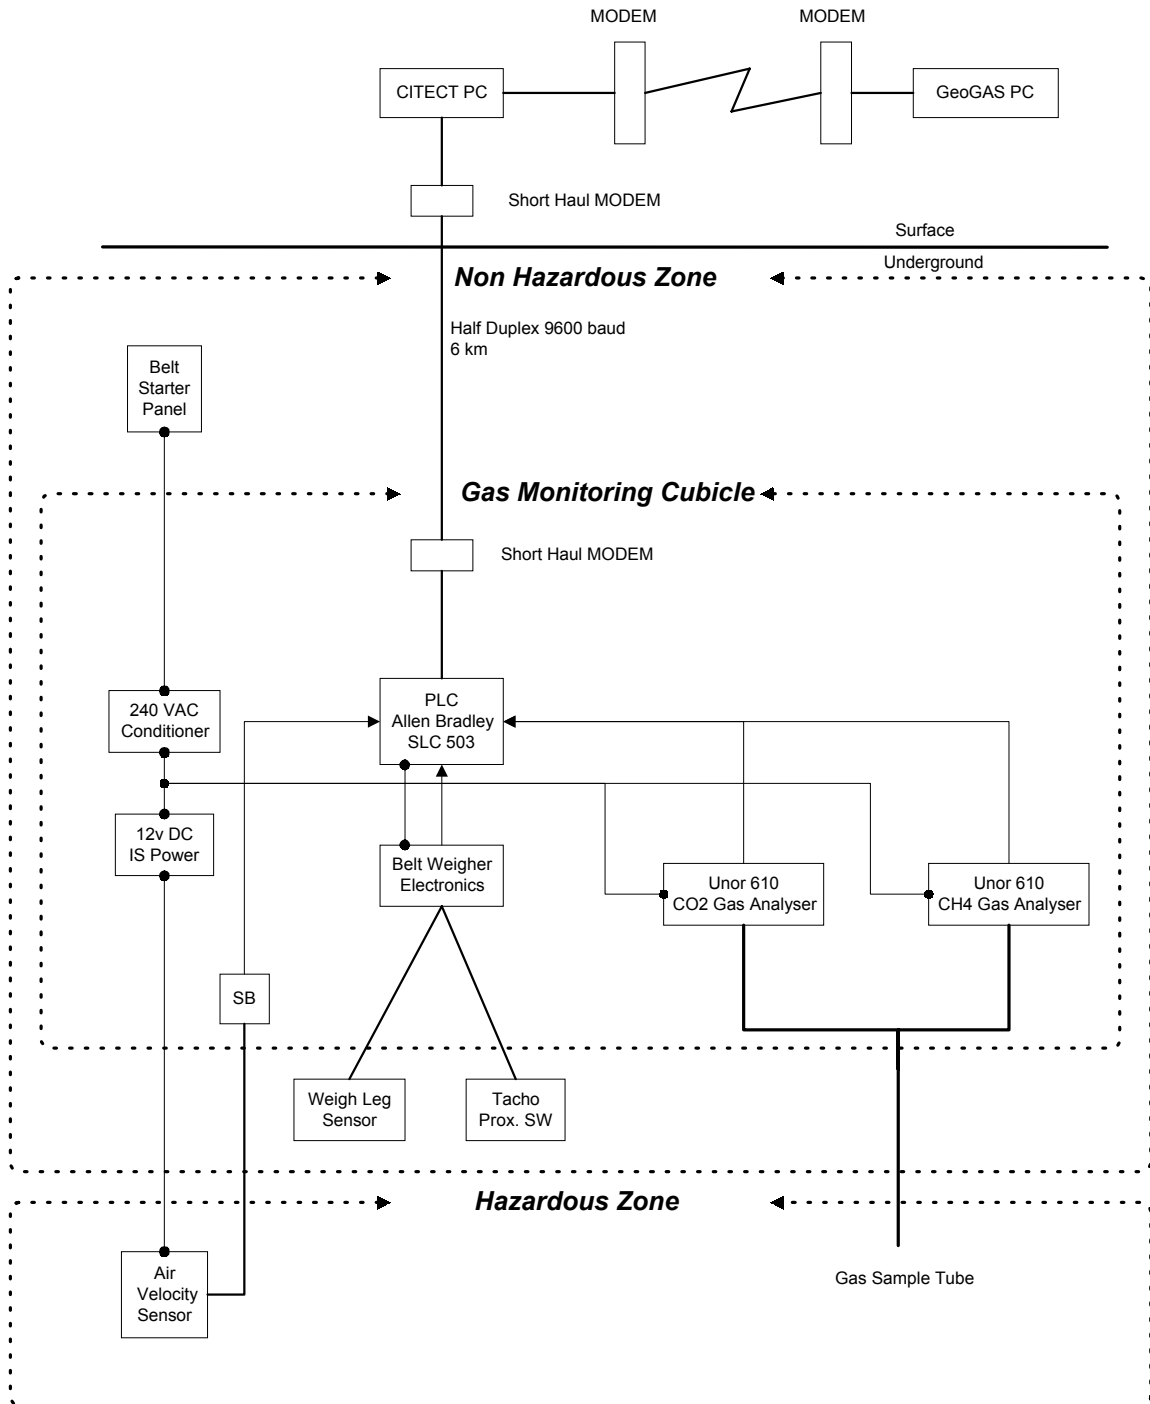 MODEM
MODEM
CITECT PC
GeoGAS PC
Short Haul MODEM
Surface
Underground
Non Hazardous Zone
Half Duplex 9600 baud
6 km
Belt
Starter
Panel
Gas Monitoring Cubicle
Short Haul MODEM
PLC
Allen Bradley
SLC 503
240 VAC
Conditioner
12v DC
IS Power
Belt Weigher
Electronics
Unor 610
CO2 Gas Analyser
Unor 610
CH4 Gas Analyser
SB
Weigh Leg
Sensor
Tacho
Prox. SW
Hazardous Zone
Air
Velocity
Sensor
Gas Sample Tube